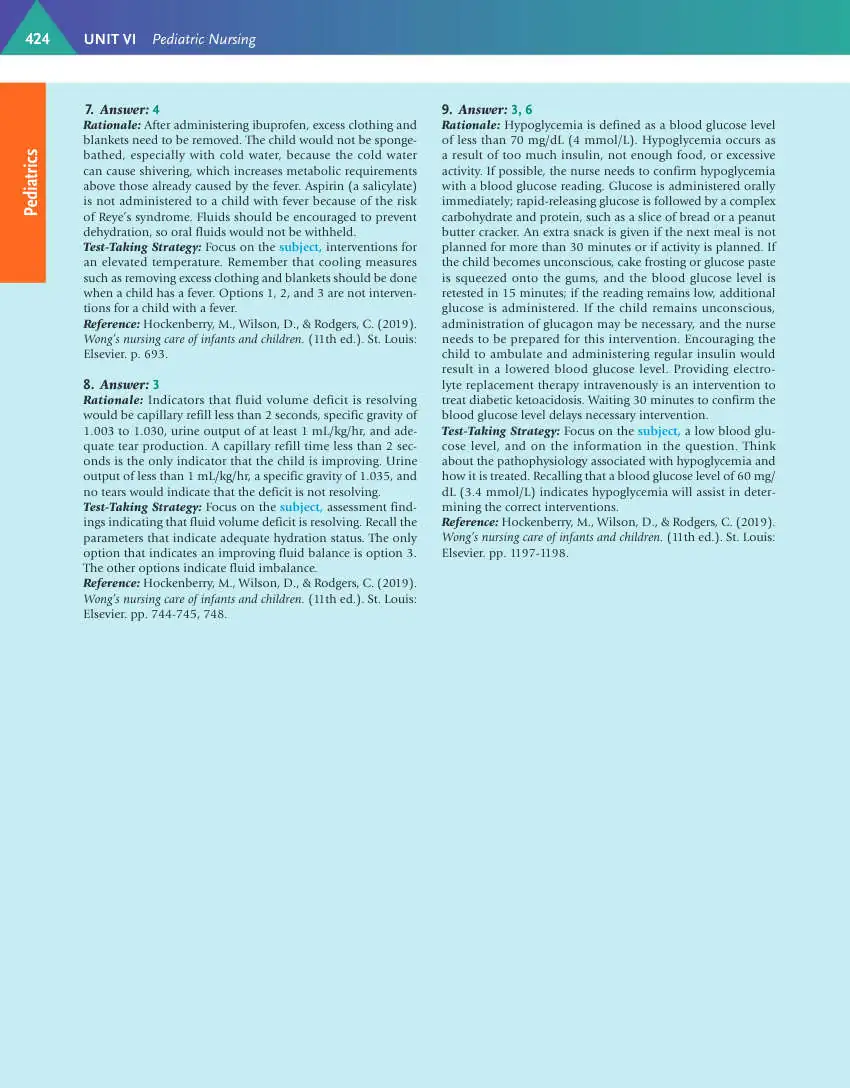 424
UNIT VI Pediatric Nursing
Pediatrics
7. Answer: 4
Rationale: After administering ibuprofen, excess clothing and
blankets need to be removed. The child would not be sponge-
bathed, especially with cold water, because the cold water
can cause shivering, which increases metabolic requirements
above those already caused by the fever. Aspirin (a salicylate)
is not administered to a child with fever because of the risk
of Reye's syndrome. Fluids should be encouraged to prevent
dehydration, so oral fluids would not be withheld.
Test-Taking Strategy: Focus on the subject, interventions for
an elevated temperature. Remember that cooling measures
such as removing excess clothing and blankets should be done
when a child has a fever. Options 1, 2, and 3 are not interven-
tions for a child with a fever.
Reference: Hockenberry, M., Wilson, D., & Rodgers, C. (2019).
Wong's nursing care of infants and children. (11th ed.). St. Louis:
Elsevier. p. 693.
8. Answer: 3
Rationale: Indicators that fluid volume deficit is resolving
would be capillary refill less than 2 seconds, specific gravity of
1.003 to 1.030, urine output of at least 1 mL/kg/hr, and ade-
quate tear production. A capillary refill time less than 2 sec-
onds is the only indicator that the child is improving. Urine
output of less than 1 mL/kg/hr, a specific gravity of 1.035, and
no tears would indicate that the deficit is not resolving.
Test-Taking Strategy: Focus on the subject, assessment find-
ings indicating that fluid volume deficit is resolving. Recall the
parameters that indicate adequate hydration status. The only
option that indicates an improving fluid balance is option 3.
The other options indicate fluid imbalance.
Reference: Hockenberry, M., Wilson, D., & Rodgers, C. (2019).
Wong's nursing care of infants and children. (11th ed.). St. Louis:
Elsevier. pp. 744-745, 748.
9. Answer: 3, 6
Rationale: Hypoglycemia is defined as a blood glucose level
of less than 70 mg/dL (4 mmol/L). Hypoglycemia occurs as
a result of too much insulin, not enough food, or excessive
activity. If possible, the nurse needs to confirm hypoglycemia
with a blood glucose reading. Glucose is administered orally
immediately; rapid-releasing glucose is followed by a complex
carbohydrate and protein, such as a slice of bread or a peanut
butter cracker. An extra snack is given if the next meal is not
planned for more than 30 minutes or if activity is planned. If
the child becomes unconscious, cake frosting or glucose paste
is squeezed onto the gums, and the blood glucose level is
retested in 15 minutes; if the reading remains low, additional
glucose is administered. If the child remains unconscious,
administration of glucagon may be necessary, and the nurse
needs to be prepared for this intervention. Encouraging the
child to ambulate and administering regular insulin would
result in a lowered blood glucose level. Providing electro-
lyte replacement therapy intravenously is an intervention to
treat diabetic ketoacidosis. Waiting 30 minutes to confirm the
blood glucose level delays necessary intervention.
Test-Taking Strategy: Focus on the subject, a low blood glu-
cose level, and on the information in the question. Think
about the pathophysiology associated with hypoglycemia and
how it is treated. Recalling that a blood glucose level of 60 mg/
dL (3.4 mmol/L) indicates hypoglycemia will assist in deter-
mining the correct interventions.
Reference: Hockenberry, M., Wilson, D., & Rodgers, C. (2019).
Wong's nursing care of infants and children. (11th ed.). St. Louis:
Elsevier. pp. 1197-1198.